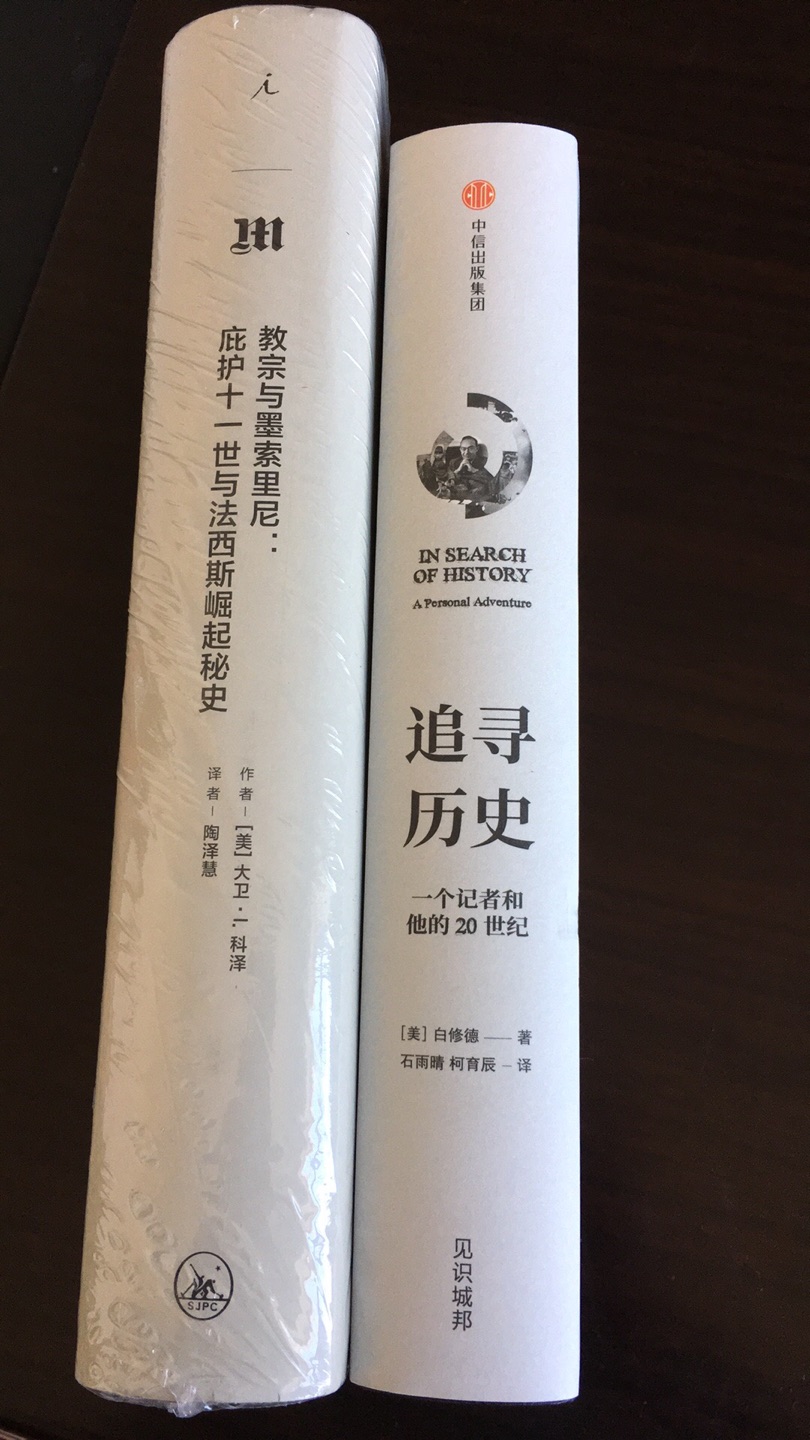 i
M
教宗与墨索里尼：
庇护十一世与法西斯崛起秘史
作者－[美]大卫·I.科泽
译者－陶泽慧
SJPC
中信出版集团
IN SEARCH
OF HISTORY
A Personal Adventure
追寻
历史
一个记者和
他的 20 世纪
[美] 白修德 —— 著
石雨晴 柯育辰 – 译
见识城邦